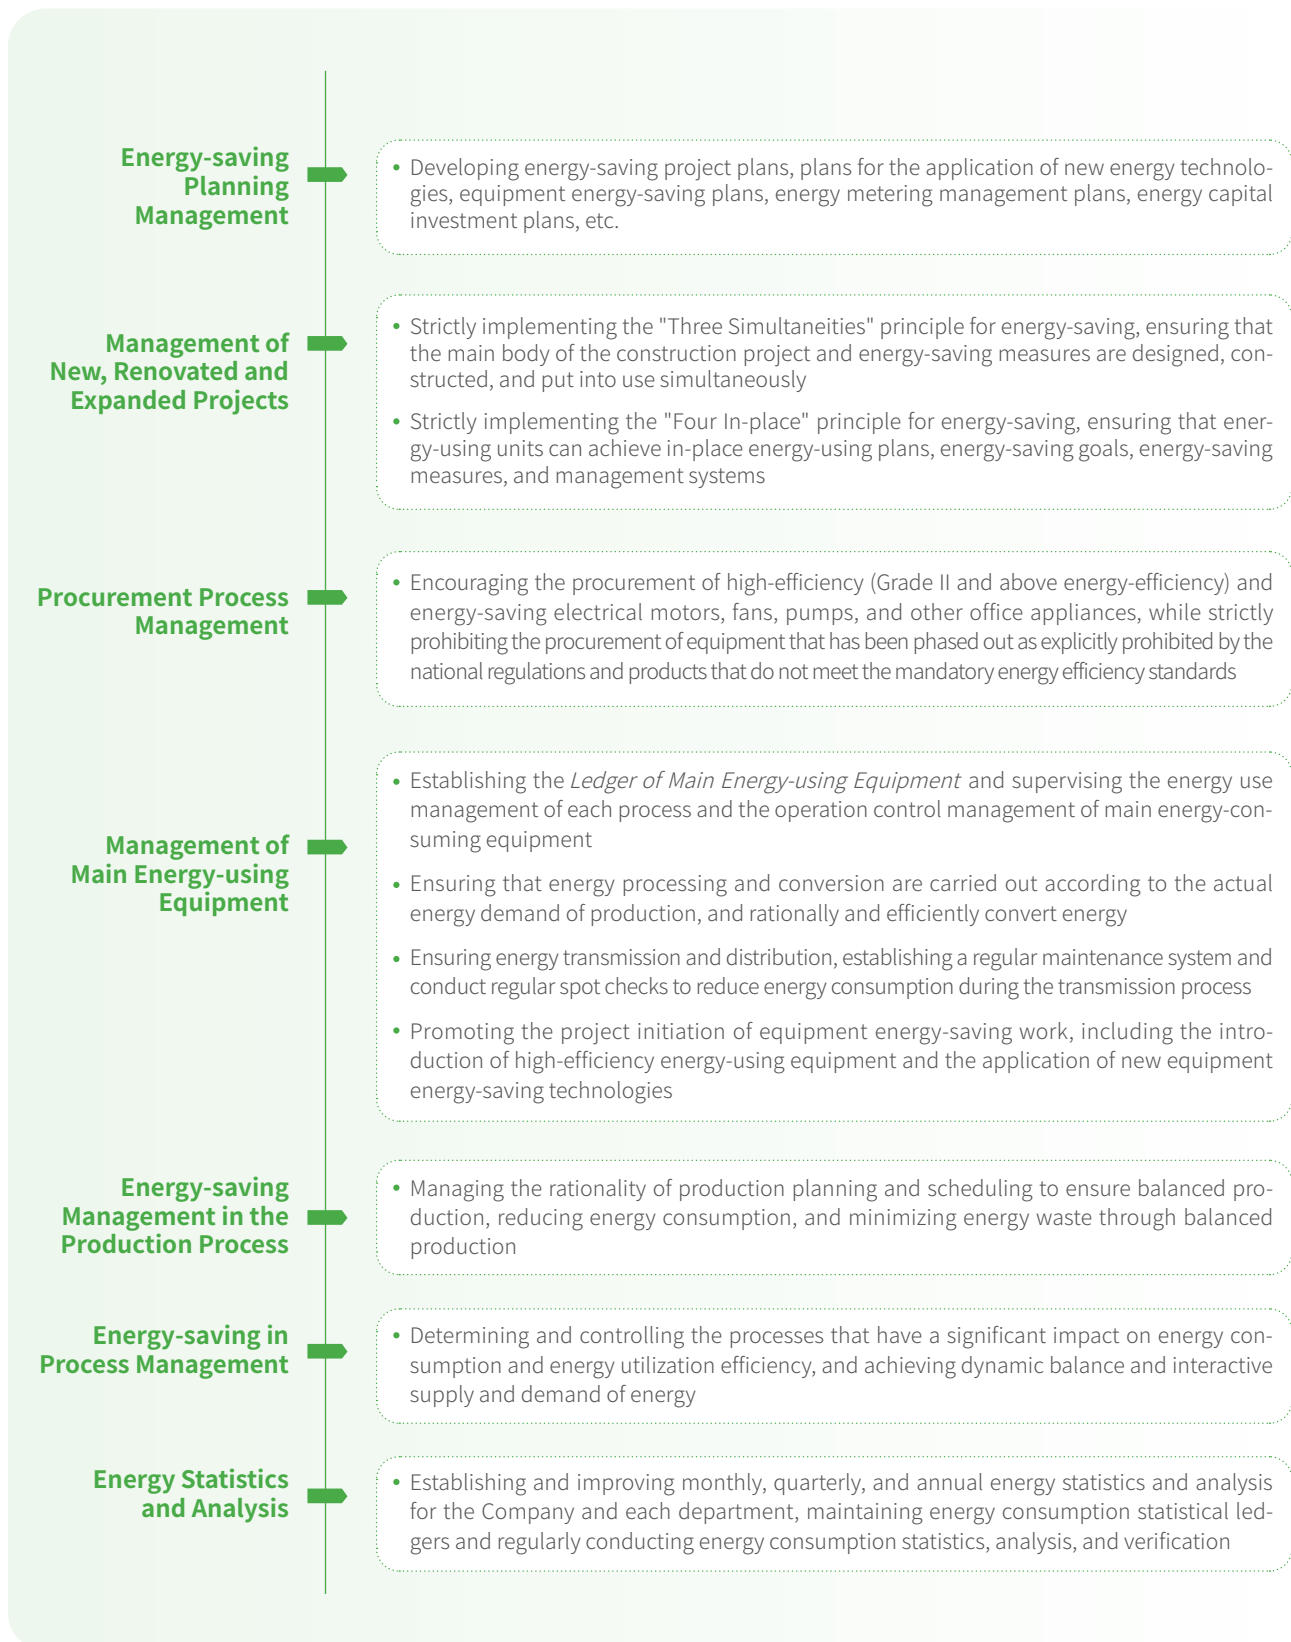 Energy-saving
Planning
Management
• Developing energy-saving project plans, plans for the application of new energy technolo-
gies, equipment energy-saving plans, energy metering management plans, energy capital
investment plans, etc.
Management of
New, Renovated and
Expanded Projects
• Strictly implementing the "Three Simultaneities" principle for energy-saving, ensuring that
the main body of the construction project and energy-saving measures are designed, con-
structed, and put into use simultaneously
• Strictly implementing the "Four In-place" principle for energy-saving, ensuring that ener-
gy-using units can achieve in-place energy-using plans, energy-saving goals, energy-saving
measures, and management systems
Procurement Process
Management
• Encouraging the procurement of high-efficiency (Grade II and above energy-efficiency) and
energy-saving electrical motors, fans, pumps, and other office appliances, while strictly
prohibiting the procurement of equipment that has been phased out as explicitly prohibited by the
national regulations and products that do not meet the mandatory energy efficiency standards
Management of
Main Energy-using
Equipment
• Establishing the Ledger of Main Energy-using Equipment and supervising the energy use
management of each process and the operation control management of main energy-con-
suming equipment
• Ensuring that energy processing and conversion are carried out according to the actual
energy demand of production, and rationally and efficiently convert energy
• Ensuring energy transmission and distribution, establishing a regular maintenance system and
conduct regular spot checks to reduce energy consumption during the transmission process
• Promoting the project initiation of equipment energy-saving work, including the intro-
duction of high-efficiency energy-using equipment and the application of new equipment
energy-saving technologies
Energy-saving
Management in the
Production Process
• Managing the rationality of production planning and scheduling to ensure balanced pro-
duction, reducing energy consumption, and minimizing energy waste through balanced
production
Energy-saving in
Process Management
• Determining and controlling the processes that have a significant impact on energy con-
sumption and energy utilization efficiency, and achieving dynamic balance and interactive
supply and demand of energy
Energy Statistics
and Analysis
• Establishing and improving monthly, quarterly, and annual energy statistics and analysis
for the Company and each department, maintaining energy consumption statistical led-
gers and regularly conducting energy consumption statistics, analysis, and verification